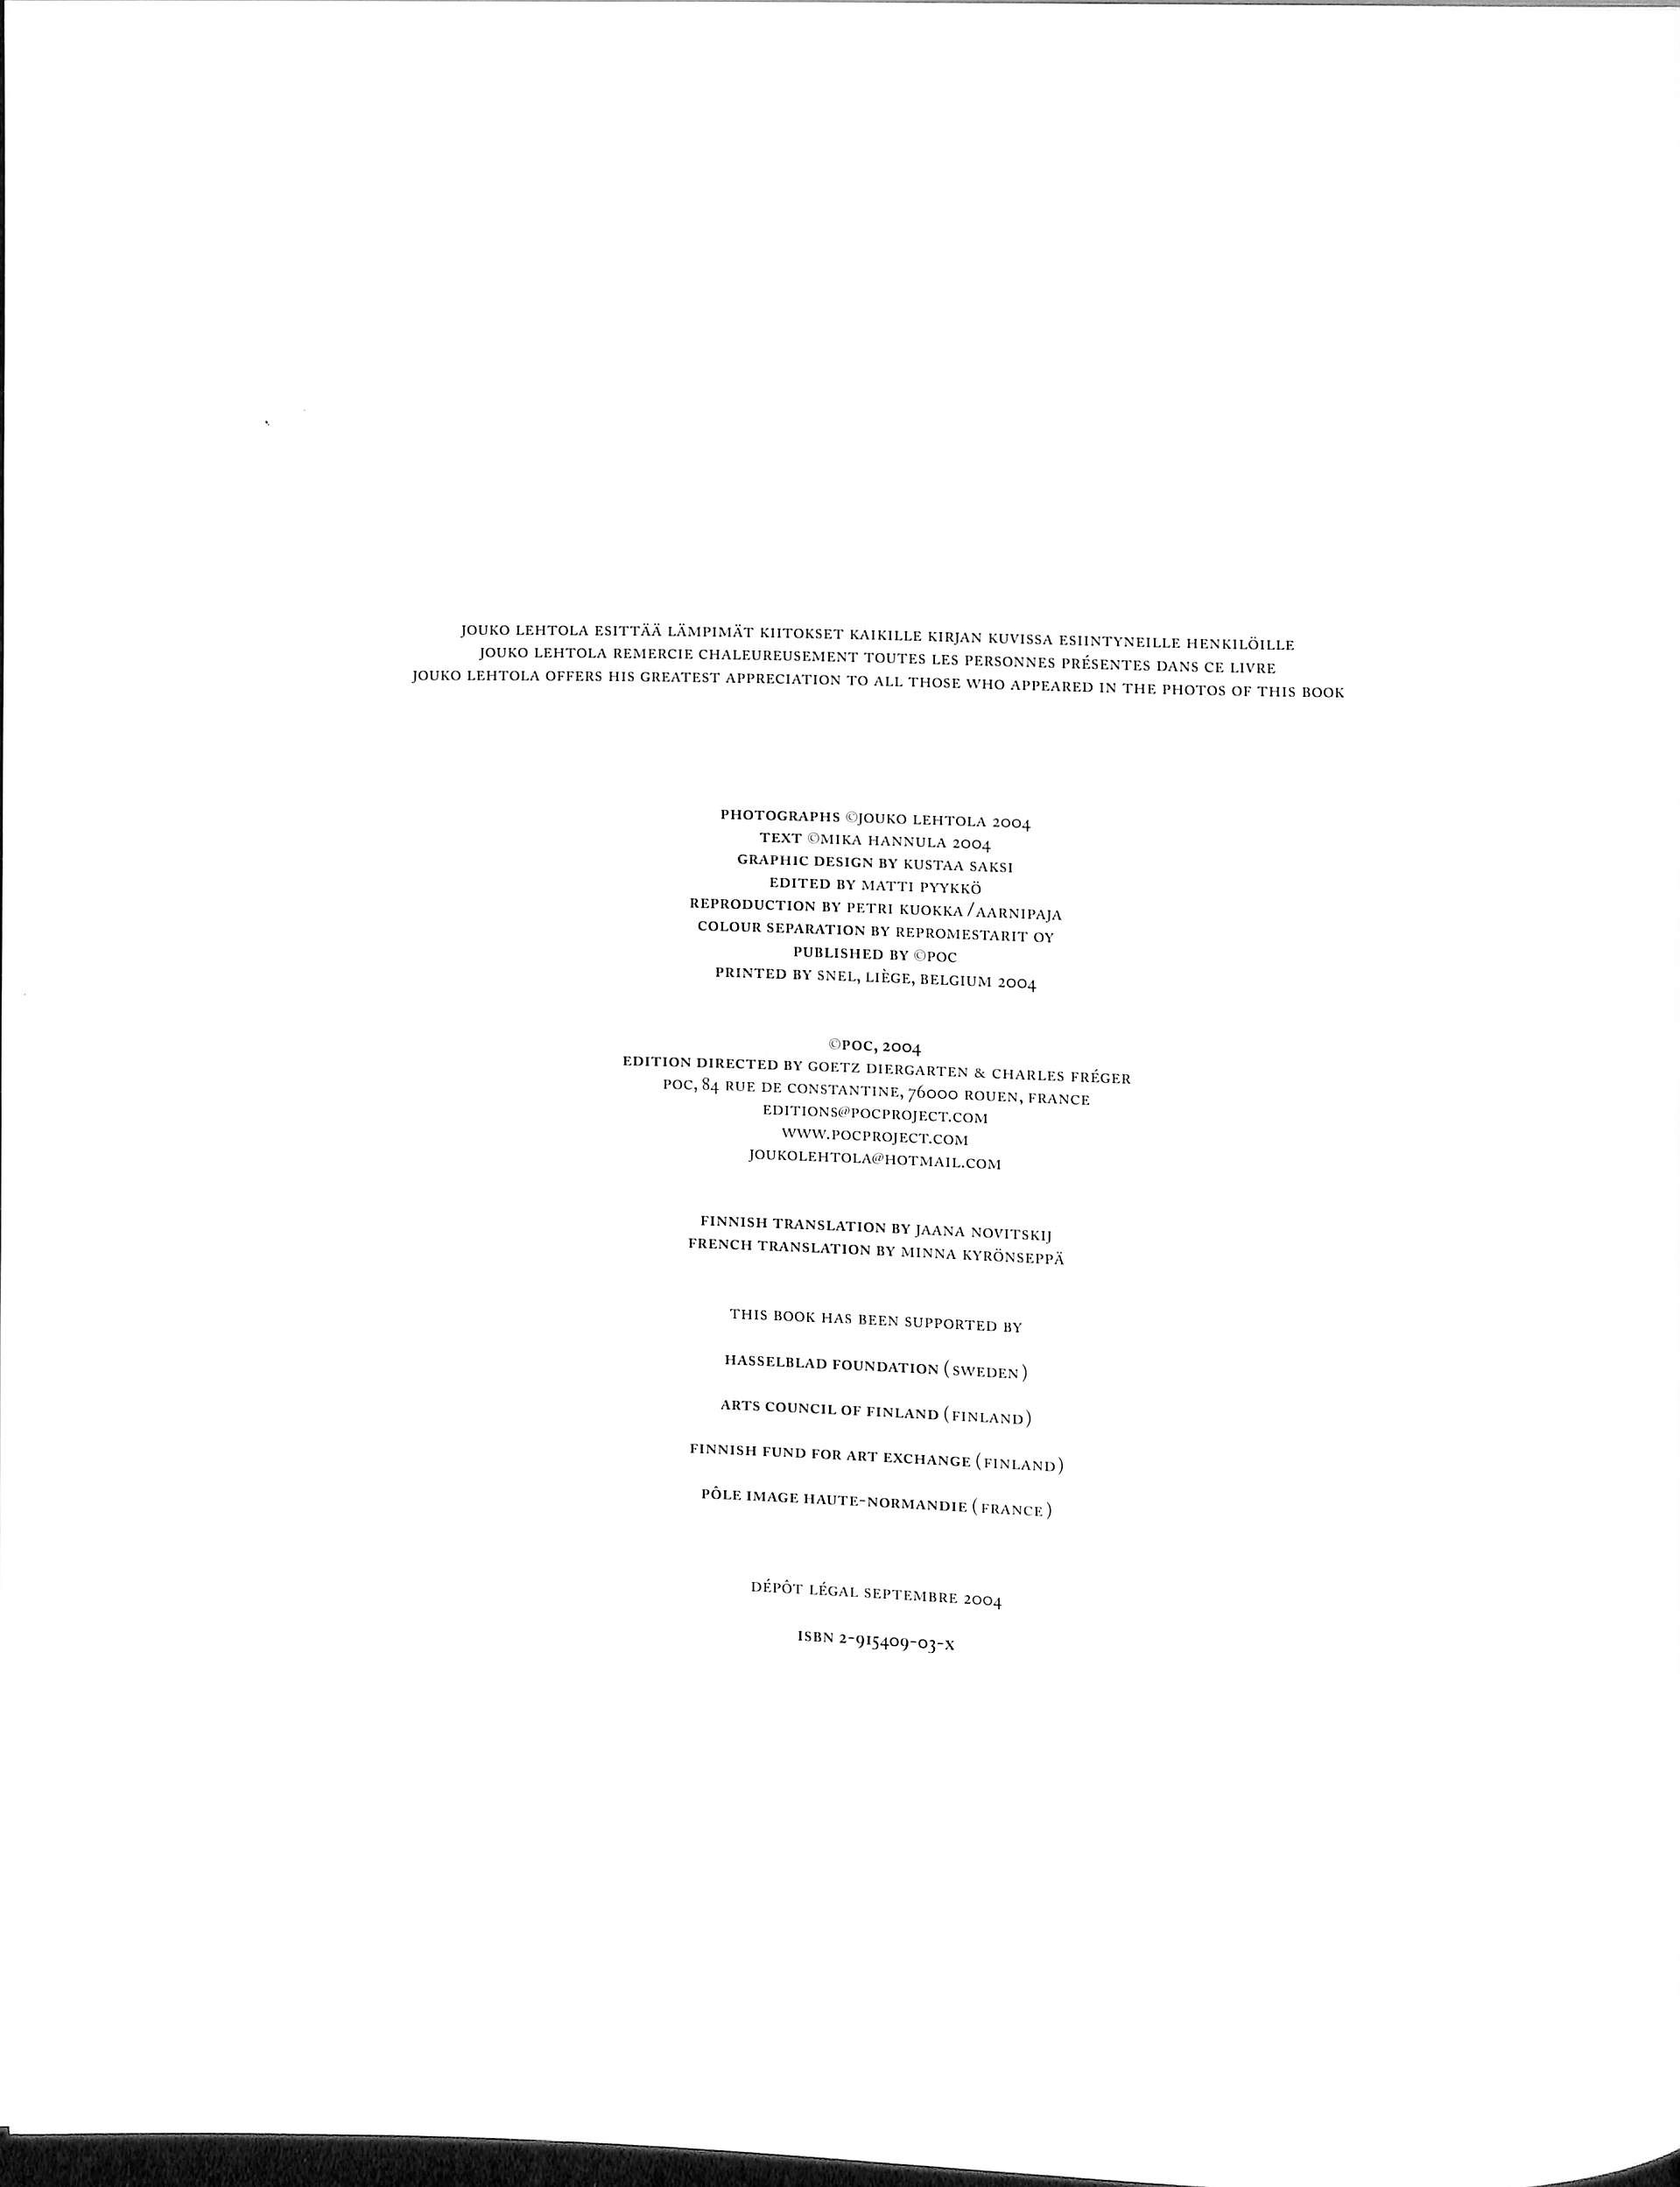 JOUKO LEHTOLA ESITTÄÄ LÄMPIMÄT KIITOKSET KAIKILLE KIRJAN KUVISSA ESIINTYNEILLE HENKILÖILLE
JOUKO LEHTOLA REMERCIE CHALEUREUSEMENT TOUTES LES PERSONNES PRÉSENTES DANS CE LIVRE
JOUKO LEHTOLA OFFERS HIS GREATEST APPRECIATION TO ALL THOSE WHO APPEARED IN THE PHOTOS OF THIS BOOK
PHOTOGRAPHS ©JOUKO LEHTOLA 2004
TEXT ©MIKA HANNULA 2004
GRAPHIC DESIGN BY KUSTAA SAKSI
EDITED BY MATTI PYYKKÖ
REPRODUCTION BY PETRI KUOKKA/AARNIPAJA
COLOUR SEPARATION BY REPROMESTARIT OY
PUBLISHED BY ©POC
PRINTED BY SNEL, LIÈGE, BELGIUM 2004
©POC, 2004
EDITION DIRECTED BY GOETZ DIERGARTEN & CHARLES FRÉGER
POC, 84 RUE DE CONSTANTINE, 76000 ROUEN, FRANCE
EDITIONS@POCPROJECT.COM
WWW.POCPROJECT.COM
JOUKOLEHTOLA@HOTMAIL.COM
FINNISH TRANSLATION BY JAANA NOVITSKIJ
FRENCH TRANSLATION BY MINNA KYRÖNSEPPÄ
THIS BOOK HAS BEEN SUPPORTED BY
HASSELBLAD FOUNDATION (SWEDEN)
ARTS COUNCIL OF FINLAND (FINLAND)
FINNISH FUND FOR ART EXCHANGE (FINLAND)
PÔLE IMAGE HAUTE-NORMANDIE (FRANCE)
DÉPÔT LÉGAL SEPTEMBRE 2004
ISBN 2-915409-03-X